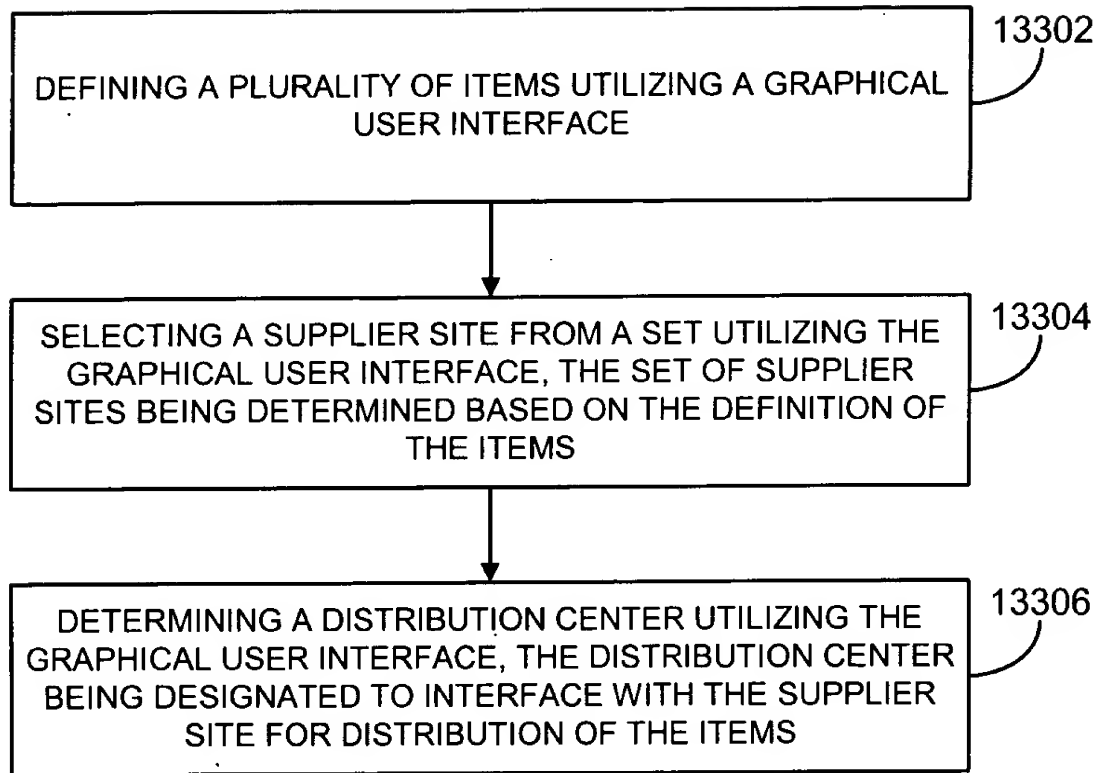 13302
DEFINING A PLURALITY OF ITEMS UTILIZING A GRAPHICAL
USER INTERFACE
13304
SELECTING A SUPPLIER SITE FROM A SET UTILIZING THE
GRAPHICAL USER INTERFACE, THE SET OF SUPPLIER
SITES BEING DETERMINED BASED ON THE DEFINITION OF
THE ITEMS
13306
DETERMINING A DISTRIBUTION CENTER UTILIZING THE
GRAPHICAL USER INTERFACE, THE DISTRIBUTION CENTER
BEING DESIGNATED TO INTERFACE WITH THE SUPPLIER
SITE FOR DISTRIBUTION OF THE ITEMS